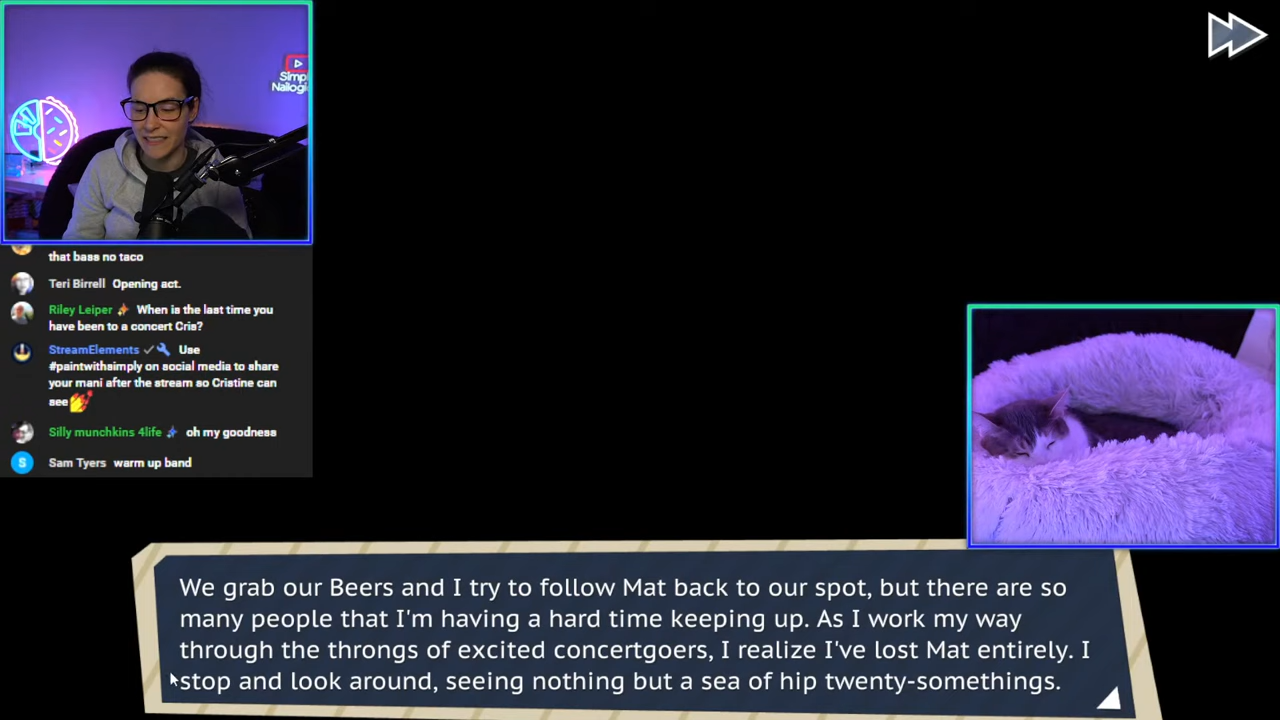 Simply
Nailogical
that bass no taco
Teri Birrell Opening act.
Riley Leiper When is the last time you
have been to a concert Cris?
StreamElements Use
#paintwithsimply on social media to share
your mani after the stream so Cristine can
see
Silly munchkins 4life oh my goodness
S Sam Tyers warm up band
We grab our Beers and I try to follow Mat back to our spot, but there are so
many people that I'm having a hard time keeping up. As I work my way
through the throngs of excited concertgoers, I realize I've lost Mat entirely. I
stop and look around, seeing nothing but a sea of hip twenty-somethings.